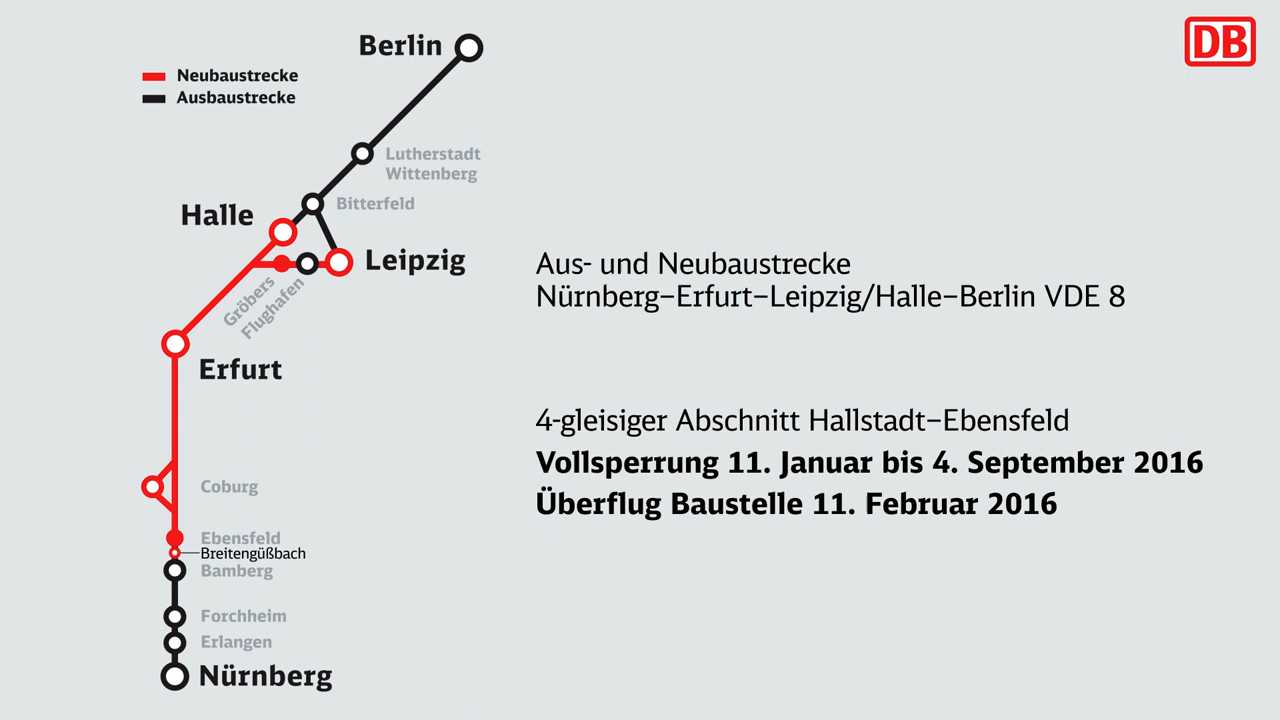 Berlin
DB
Neubaustrecke
Ausbaustrecke
Lutherstadt
Wittenberg
Bitterfeld
Halle
Leipzig
Gröbers
Flughafen
Erfurt
Coburg
Ebensfeld
Breitengüßbach
Bamberg
Forchheim
Erlangen
Nürnberg
Aus- und Neubaustrecke
Nürnberg–Erfurt–Leipzig/Halle–Berlin VDE 8
4-gleisiger Abschnitt Hallstadt–Ebensfeld
Vollsperrung 11. Januar bis 4. September 2016
Überflug Baustelle 11. Februar 2016